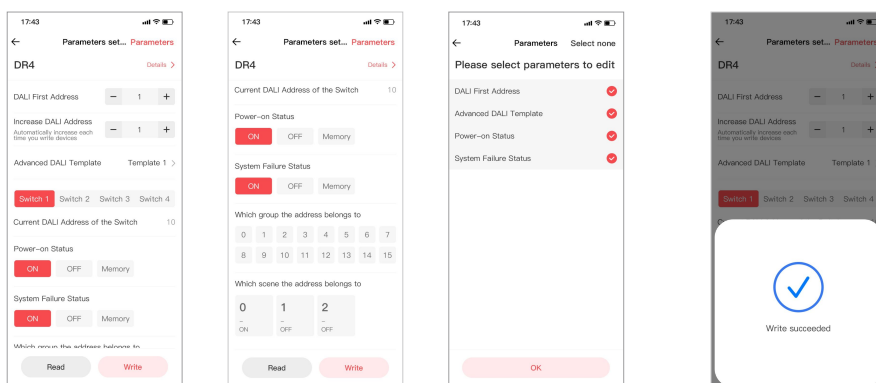 17:43
Parameters set... Parameters
DR4
Details >
DALI First Address
− 1 +
Increase DALI Address
Automatically increase each
time you write devices
− 1 +
Advanced DALI Template
Template 1 >
Switch 1 Switch 2 Switch 3 Switch 4
Current DALI Address of the Switch 10
Power-on Status
ON OFF Memory
System Failure Status
ON OFF Memory
Which group the address belongs to
Read Write
17:43
Parameters set... Parameters
DR4
Details >
Current DALI Address of the Switch 10
Power-on Status
ON OFF Memory
System Failure Status
ON OFF Memory
Which group the address belongs to
0 1 2 3 4 5 6 7
8 9 10 11 12 13 14 15
Which scene the address belongs to
0 1 2
-- -- --
ON OFF OFF
Read Write
17:43
Parameters Select none
Please select parameters to edit
DALI First Address
Advanced DALI Template
Power-on Status
System Failure Status
OK
17:43
Parameters set... Parameters
DR4
Details
DALI First Address
− 1 +
Increase DALI Address
Automatically increase each
time you write devices
− 1 +
Advanced DALI Template
Template 1
Switch 1 Switch 2 Switch 3 Switch 4
Write succeeded